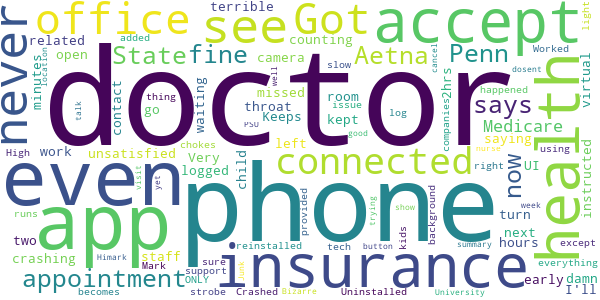 terrible
office see Got accept light
added
never related open State fine counting Aetna Penn cancel
minutes location contact camera slow 2hrs virtual
doctor
Worked
dosent
happened
room
missed
well
waiting
issue
log
companies
says health
thing
go
throat
talk
Keeps
PSU
kept
good
Medicare
High work unsatisfied
chokes
left
connected
saying
nurse
right
UI
using
instructed
even
visit
yet
Very
logged
child
now
app phone
trying
show
background
turn
next
hours
week
runs
two
crashing
Himark
Mark
staff
ONLY
sure
support
reinstalled
provided
tech
button
kids
summary
everything
except
damn
appointment
insurance
early
I'll
becomes
strobe
Crashed
Junk
Bizarre
Uninstalled
University